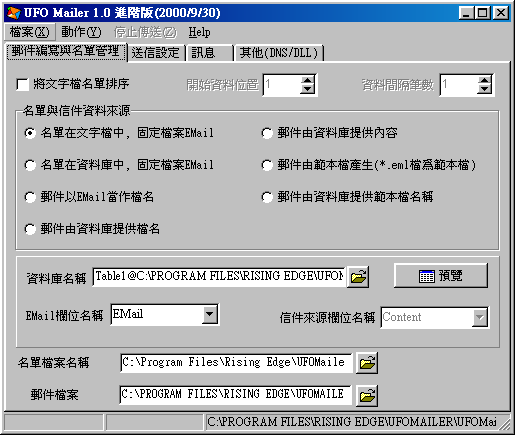 UFO Mailer 1.0 進階版(2000/9/30)
檔案(X) 動作(Y) 停止傳送(Z) Help
郵件編寫與名單管理 送信設定 訊息 其他(DNS/DLL)
將文字檔名單排序 開始資料位置 1 資料間隔筆數 1
名單與信件資料來源
名單在文字檔中, 固定檔案EMail 郵件由資料庫提供內容
名單在資料庫中, 固定檔案EMail 郵件由範本檔產生(*.eml檔為範本檔)
郵件以EMail當作檔名 郵件由資料庫提供範本檔名稱
郵件由資料庫提供檔名
資料庫名稱 Table1@C:\PROGRAM FILES\RISING EDGE\UFOM 預覽
EMail欄位名稱 EMail 信件來源欄位名稱 Content
名單檔案名稱 C:\Program Files\Rising Edge\UFOMaile
郵件檔案 C:\PROGRAM FILES\RISING EDGE\UFOMAILE
C:\PROGRAM FILES\RISING EDGE\UFOMAILER\UFOMai